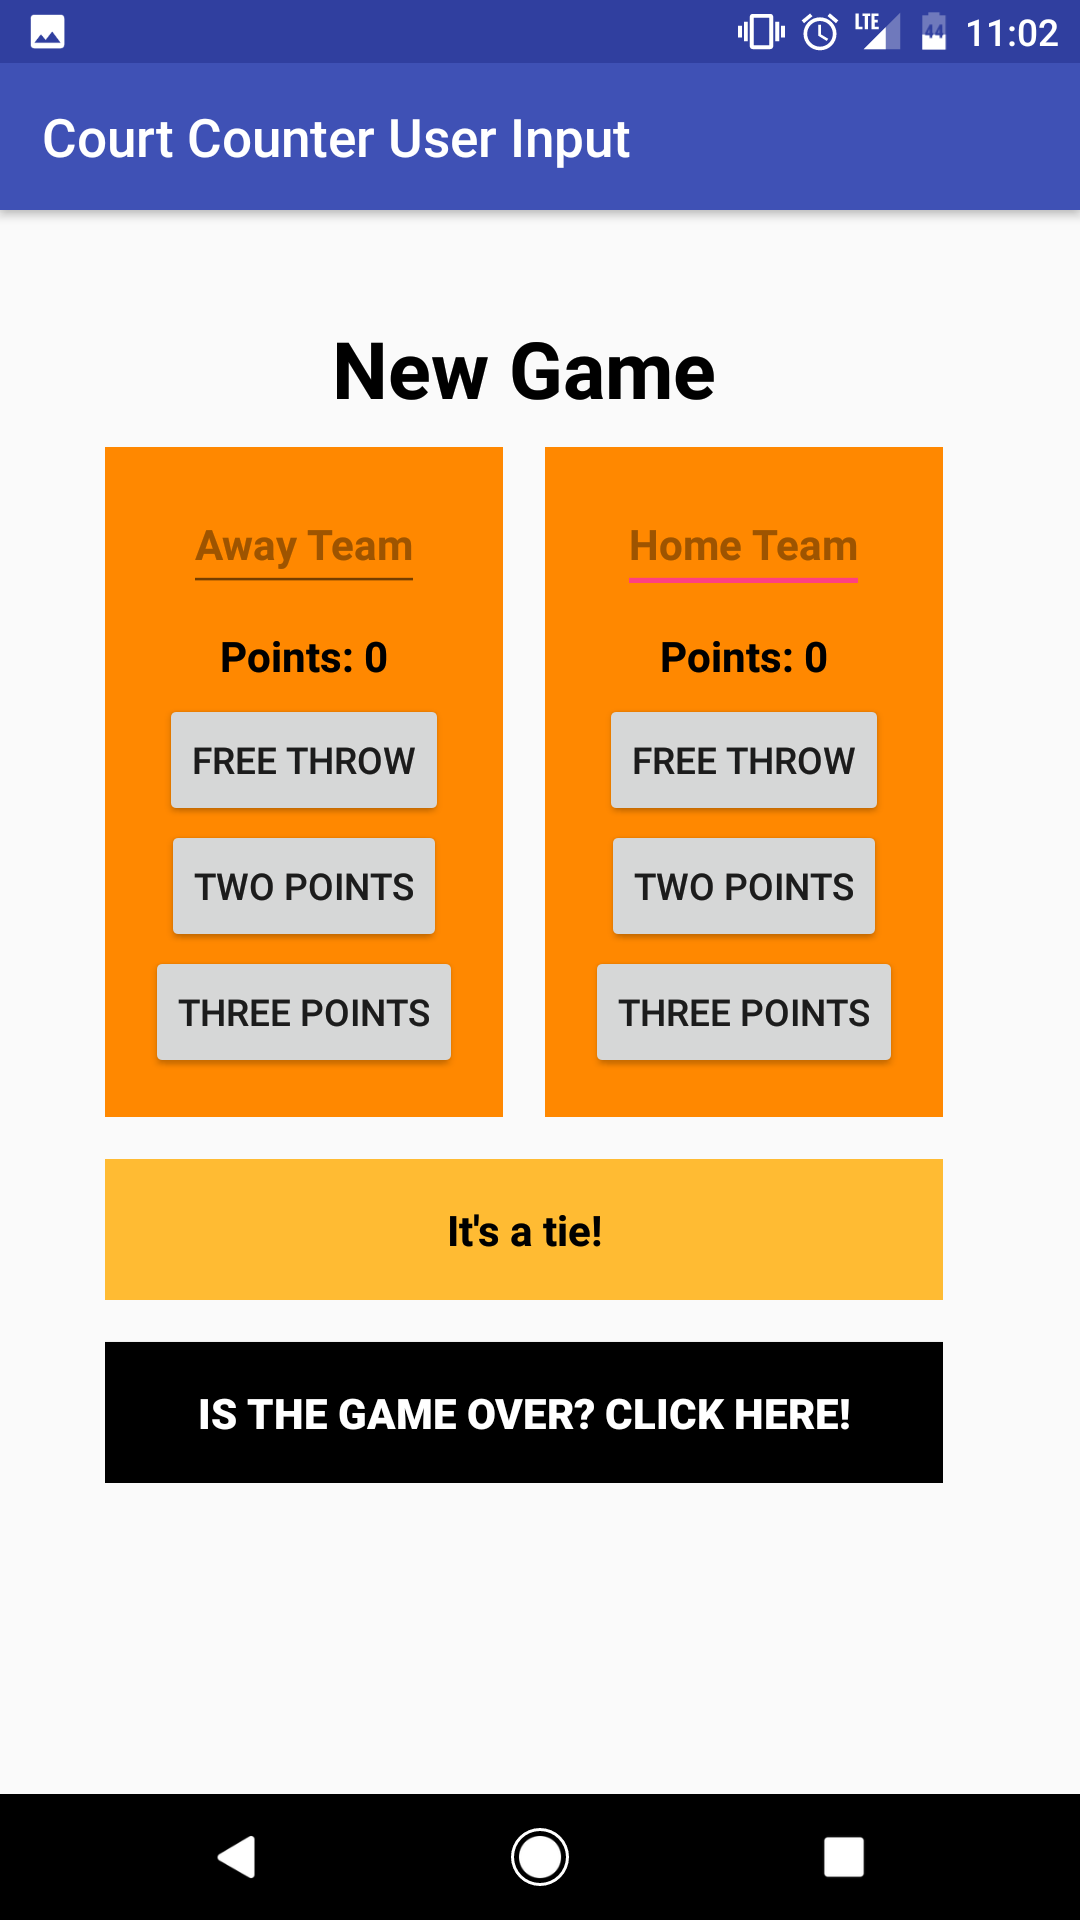 LTE 44 11:02
Court Counter User Input
New Game
Away Team Home Team
Points: 0 Points: 0
FREE THROW FREE THROW
TWO POINTS TWO POINTS
THREE POINTS THREE POINTS
It's a tie!
IS THE GAME OVER? CLICK HERE!